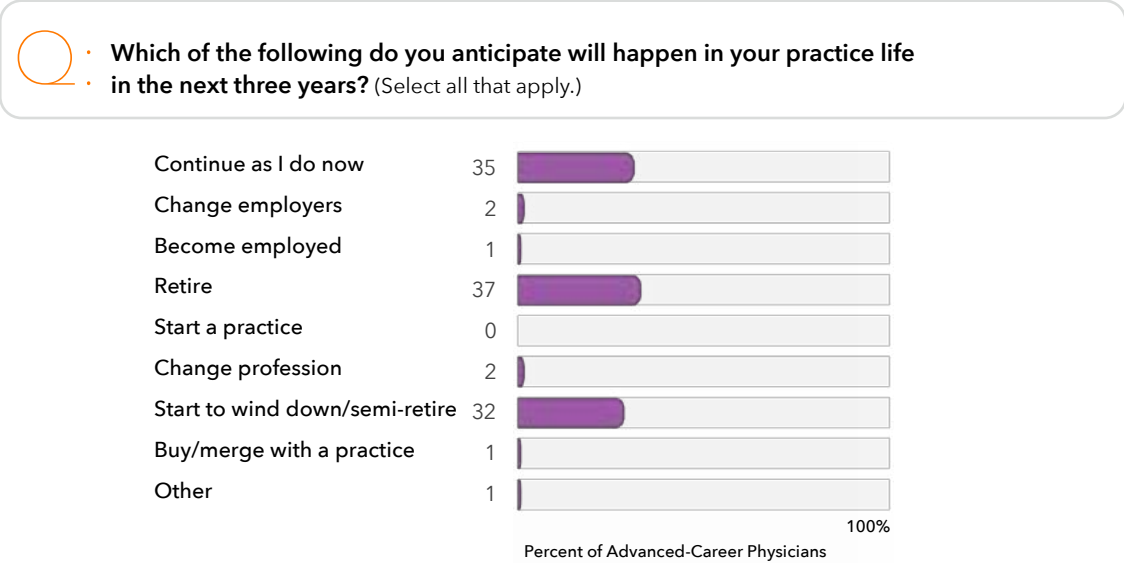 Which of the following do you anticipate will happen in your practice life
in the next three years? (Select all that apply.)
Continue as I do now 35
Change employers 2
Become employed 1
Retire 37
Start a practice 0
Change profession 2
Start to wind down/semi-retire 32
Buy/merge with a practice 1
Other 1
100%
Percent of Advanced-Career Physicians